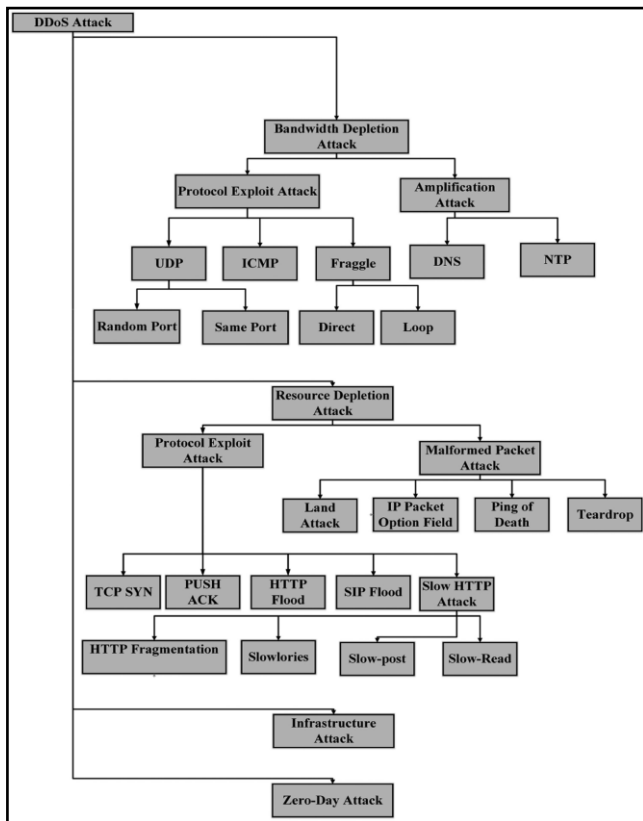 DDoS Attack
Bandwidth Depletion
Attack
Protocol Exploit Attack
Amplification
Attack
UDP
ICMP
Fraggle
DNS
NTP
Random Port
Same Port
Direct
Loop
Resource Depletion
Attack
Protocol Exploit
Attack
Malformed Packet
Attack
Land
Attack
IP Packet
Option Field
Ping of
Death
Teardrop
TCP SYN
PUSH
ACK
HTTP
Flood
SIP Flood
Slow HTTP
Attack
HTTP Fragmentation
Slowlories
Slow-post
Slow-Read
Infrastructure
Attack
Zero-Day Attack